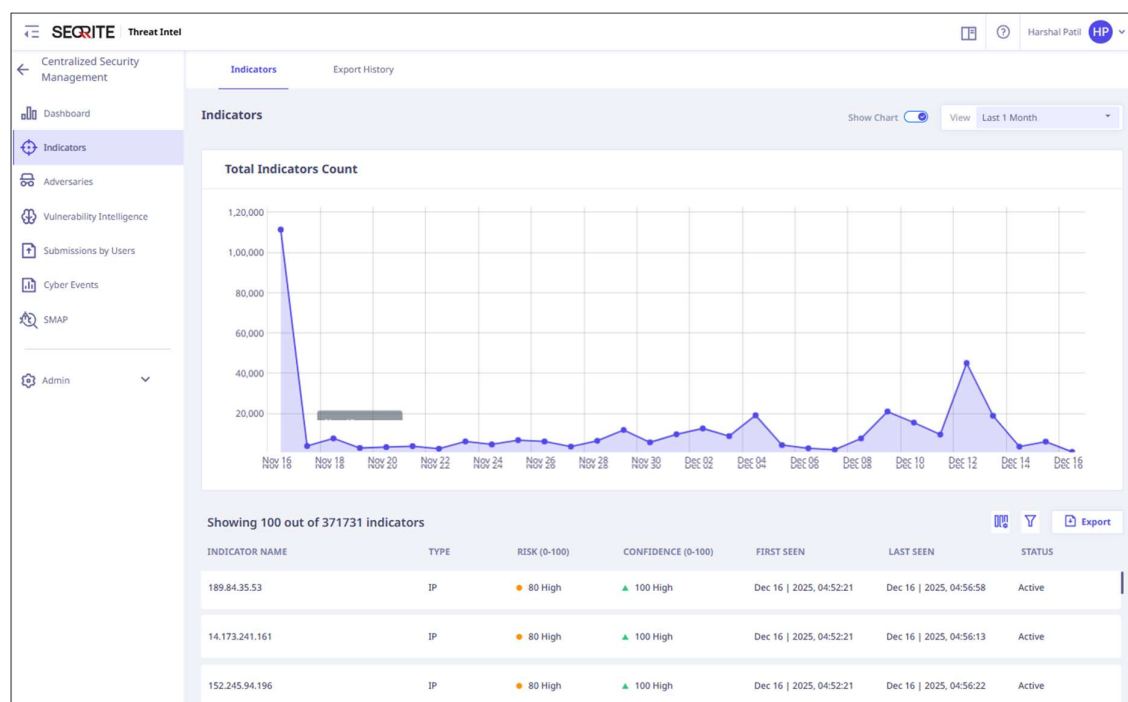 SEQRITE Threat Intel
Harshal Patil HP
Centralized Security
Management
Dashboard
Indicators
Adversaries
Vulnerability Intelligence
Submissions by Users
Cyber Events
SMAP
Admin
Indicators Export History
Indicators
Show Chart View Last 1 Month
Total Indicators Count
1,20,000
1,00,000
80,000
60,000
40,000
20,000
Nov 16 Nov 18 Nov 20 Nov 22 Nov 24 Nov 26 Nov 28 Nov 30 Dec 02 Dec 04 Dec 06 Dec 08 Dec 10 Dec 12 Dec 14 Dec 16
Showing 100 out of 371731 indicators
Export
INDICATOR NAME TYPE RISK (0-100) CONFIDENCE (0-100) FIRST SEEN LAST SEEN STATUS
189.84.35.53 IP 80 High 100 High Dec 16 | 2025, 04:52:21 Dec 16 | 2025, 04:56:58 Active
14.173.241.161 IP 80 High 100 High Dec 16 | 2025, 04:52:21 Dec 16 | 2025, 04:56:13 Active
152.245.94.196 IP 80 High 100 High Dec 16 | 2025, 04:52:21 Dec 16 | 2025, 04:56:22 Active